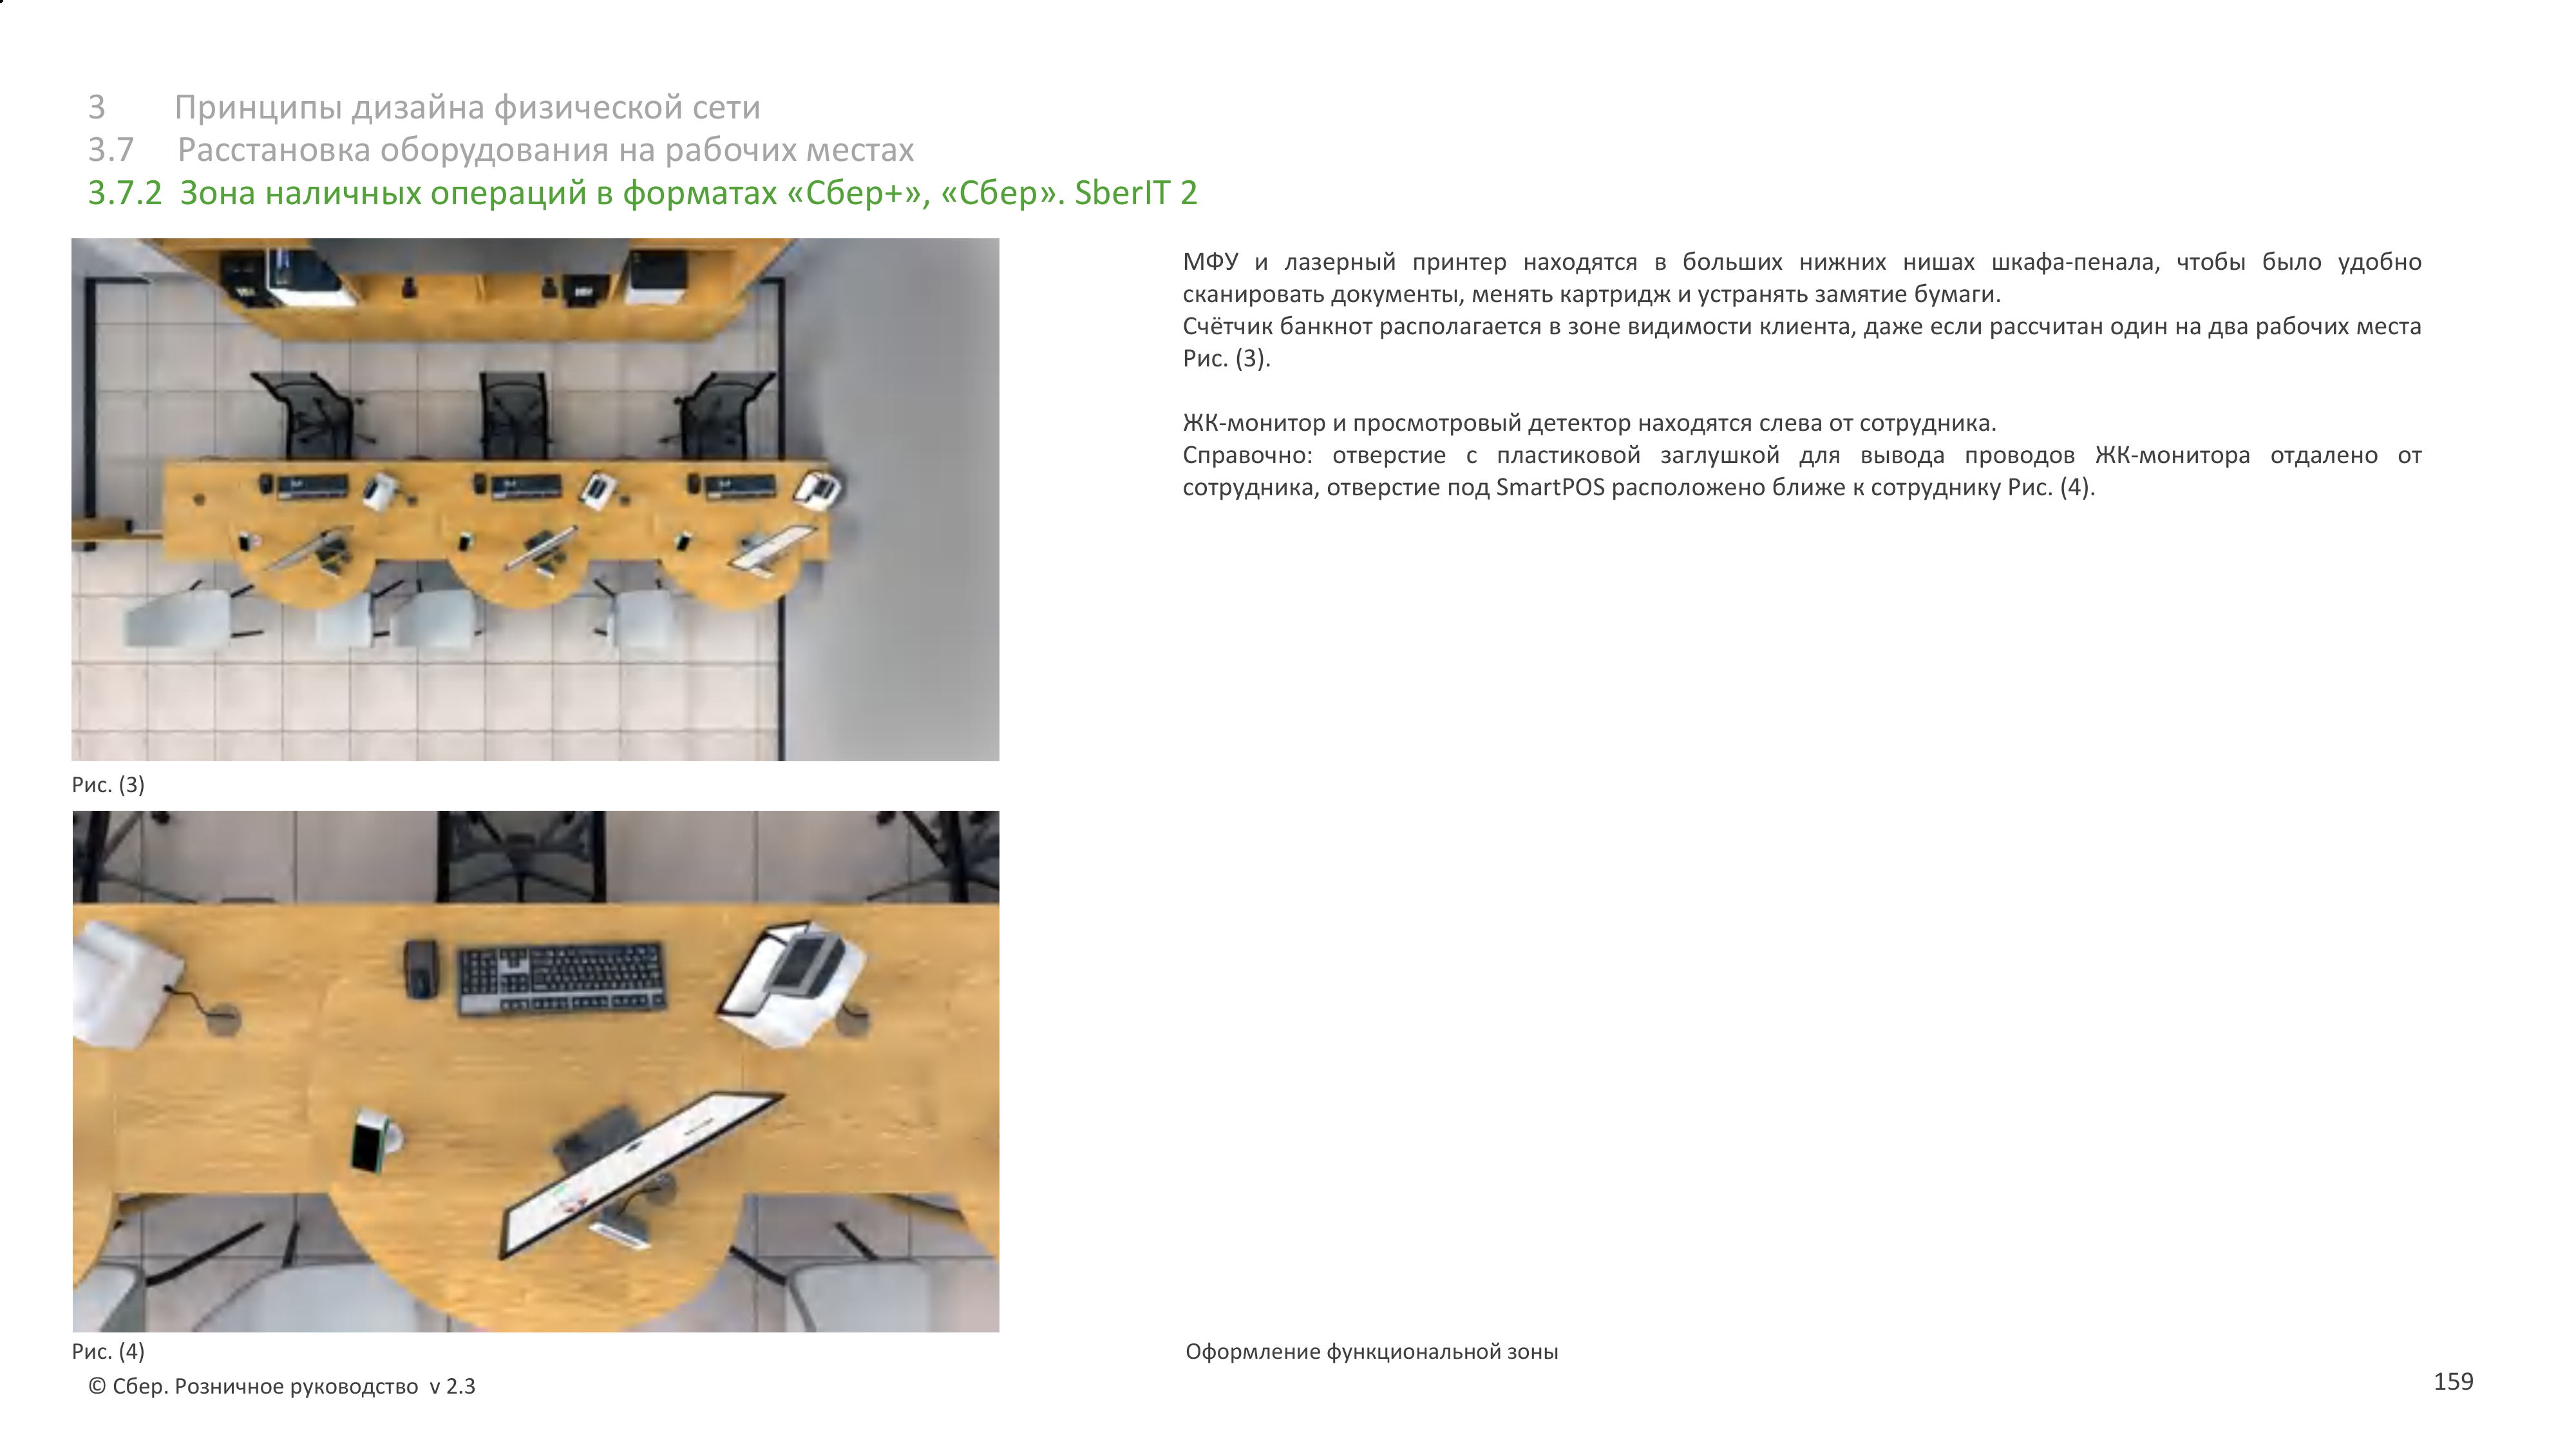 3 Принципы дизайна физической сети
3.7 Расстановка оборудования на рабочих местах
3.7.2 Зона наличных операций в форматах «Сбер+», «Сбер». SberIT 2
МФУ и лазерный принтер находятся в больших нижних нишах шкафа-пенала, чтобы было удобно
сканировать документы, менять картридж и устранять замятие бумаги.
Счётчик банкнот располагается в зоне видимости клиента, даже если рассчитан один на два рабочих места
Рис. (3).
ЖК-монитор и просмотровый детектор находятся слева от сотрудника.
Справочно: отверстие с пластиковой заглушкой для вывода проводов ЖК-монитора отдалено от
сотрудника, отверстие под SmartPOS расположено ближе к сотруднику Рис. (4).
Рис. (3)
Рис. (4)
Оформление функциональной зоны
© Сбер. Розничное руководство v 2.3
159